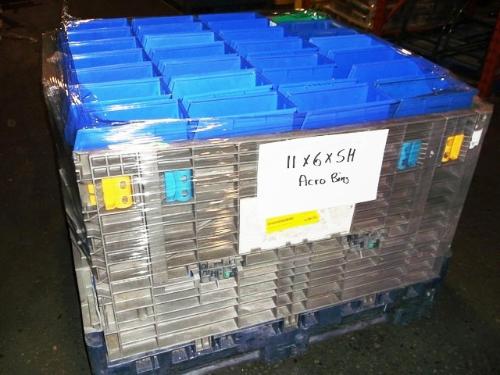 11 x 6 x 5H
Acro Bins